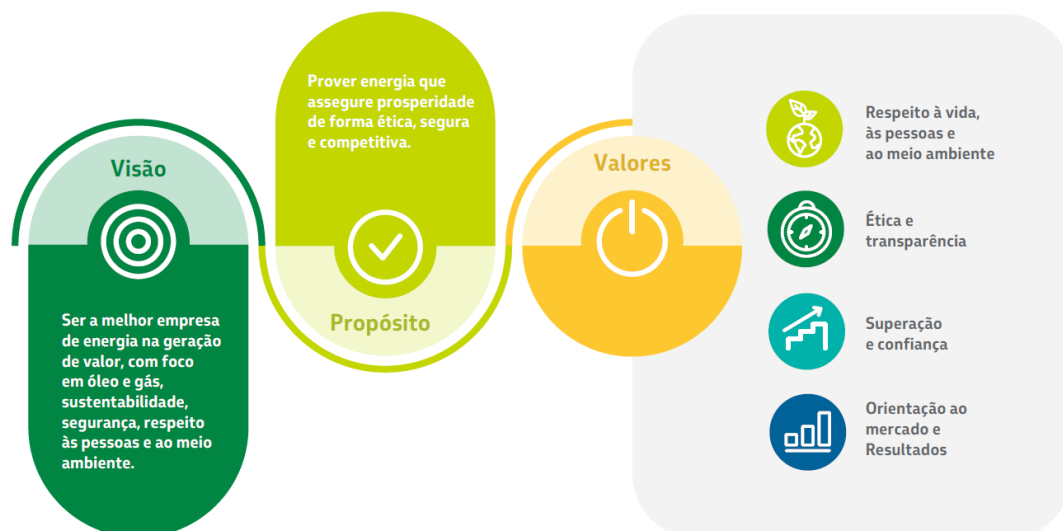 Visão
Ser a melhor empresa
de energia na geração
de valor, com foco
em óleo e gás,
sustentabilidade,
segurança, respeito
às pessoas e ao meio
ambiente.
Prover energia que
assegure prosperidade
de forma ética, segura
e competitiva.
Propósito
Valores
Respeito à vida,
às pessoas e
ao meio ambiente
Ética e
transparência
Superação
e confiança
Orientação ao
mercado e
Resultados